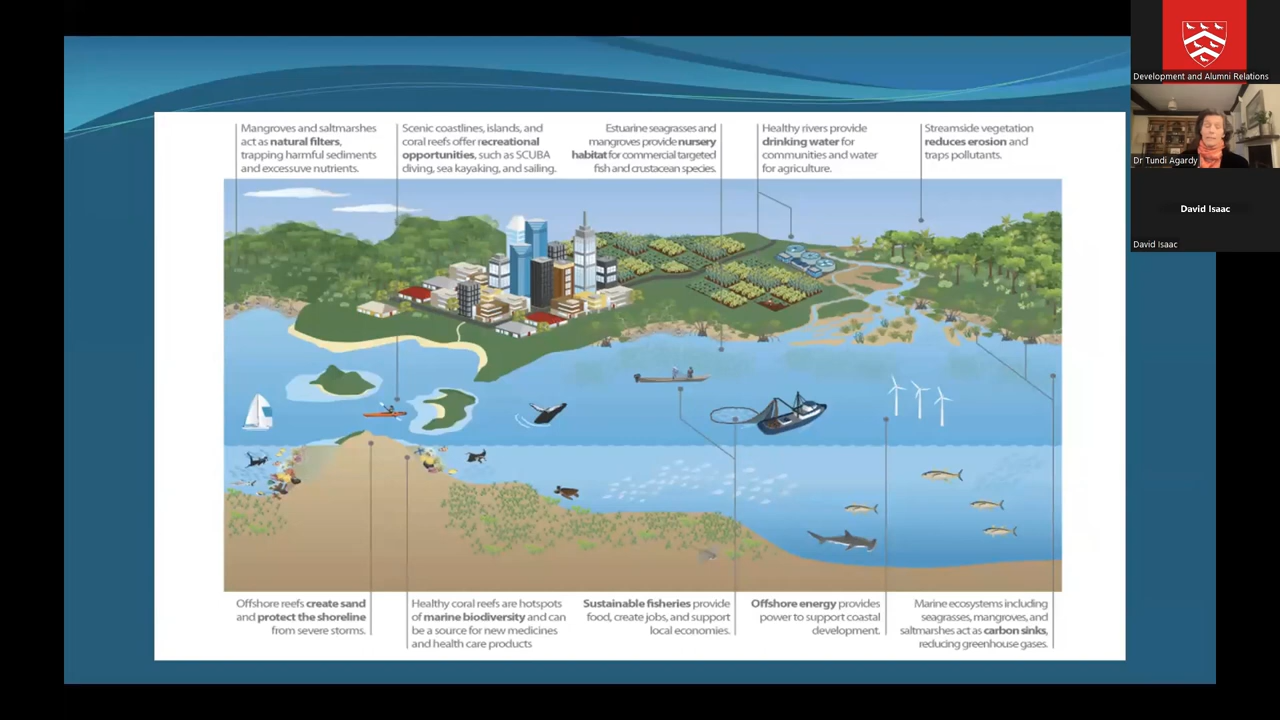 Mangroves and saltmarshes
act as natural filters,
trapping harmful sediments
and excessuve nutrients.
Scenic coastlines, islands, and
coral reefs offer recreational
opportunities, such as SCUBA
diving, sea kayaking, and sailing.
Estuarine seagrasses and
mangroves provide nursery
habitat for commercial targeted
fish and crustacean species.
Healthy rivers provide
drinking water for
communities and water
for agriculture.
Streamside vegetation
reduces erosion and
traps pollutants.
Offshore reefs create sand
and protect the shoreline
from severe storms.
Healthy coral reefs are hotspots
of marine biodiversity and can
be a source for new medicines
and health care products
Sustainable fisheries provide
food, create jobs, and support
local economies.
Offshore energy provides
power to support coastal
development.
Marine ecosystems including
seagrasses, mangroves, and
saltmarshes act as carbon sinks,
reducing greenhouse gases.
Development and Alumni Relations
Dr Tundi Agardy
David Isaac
David Isaac